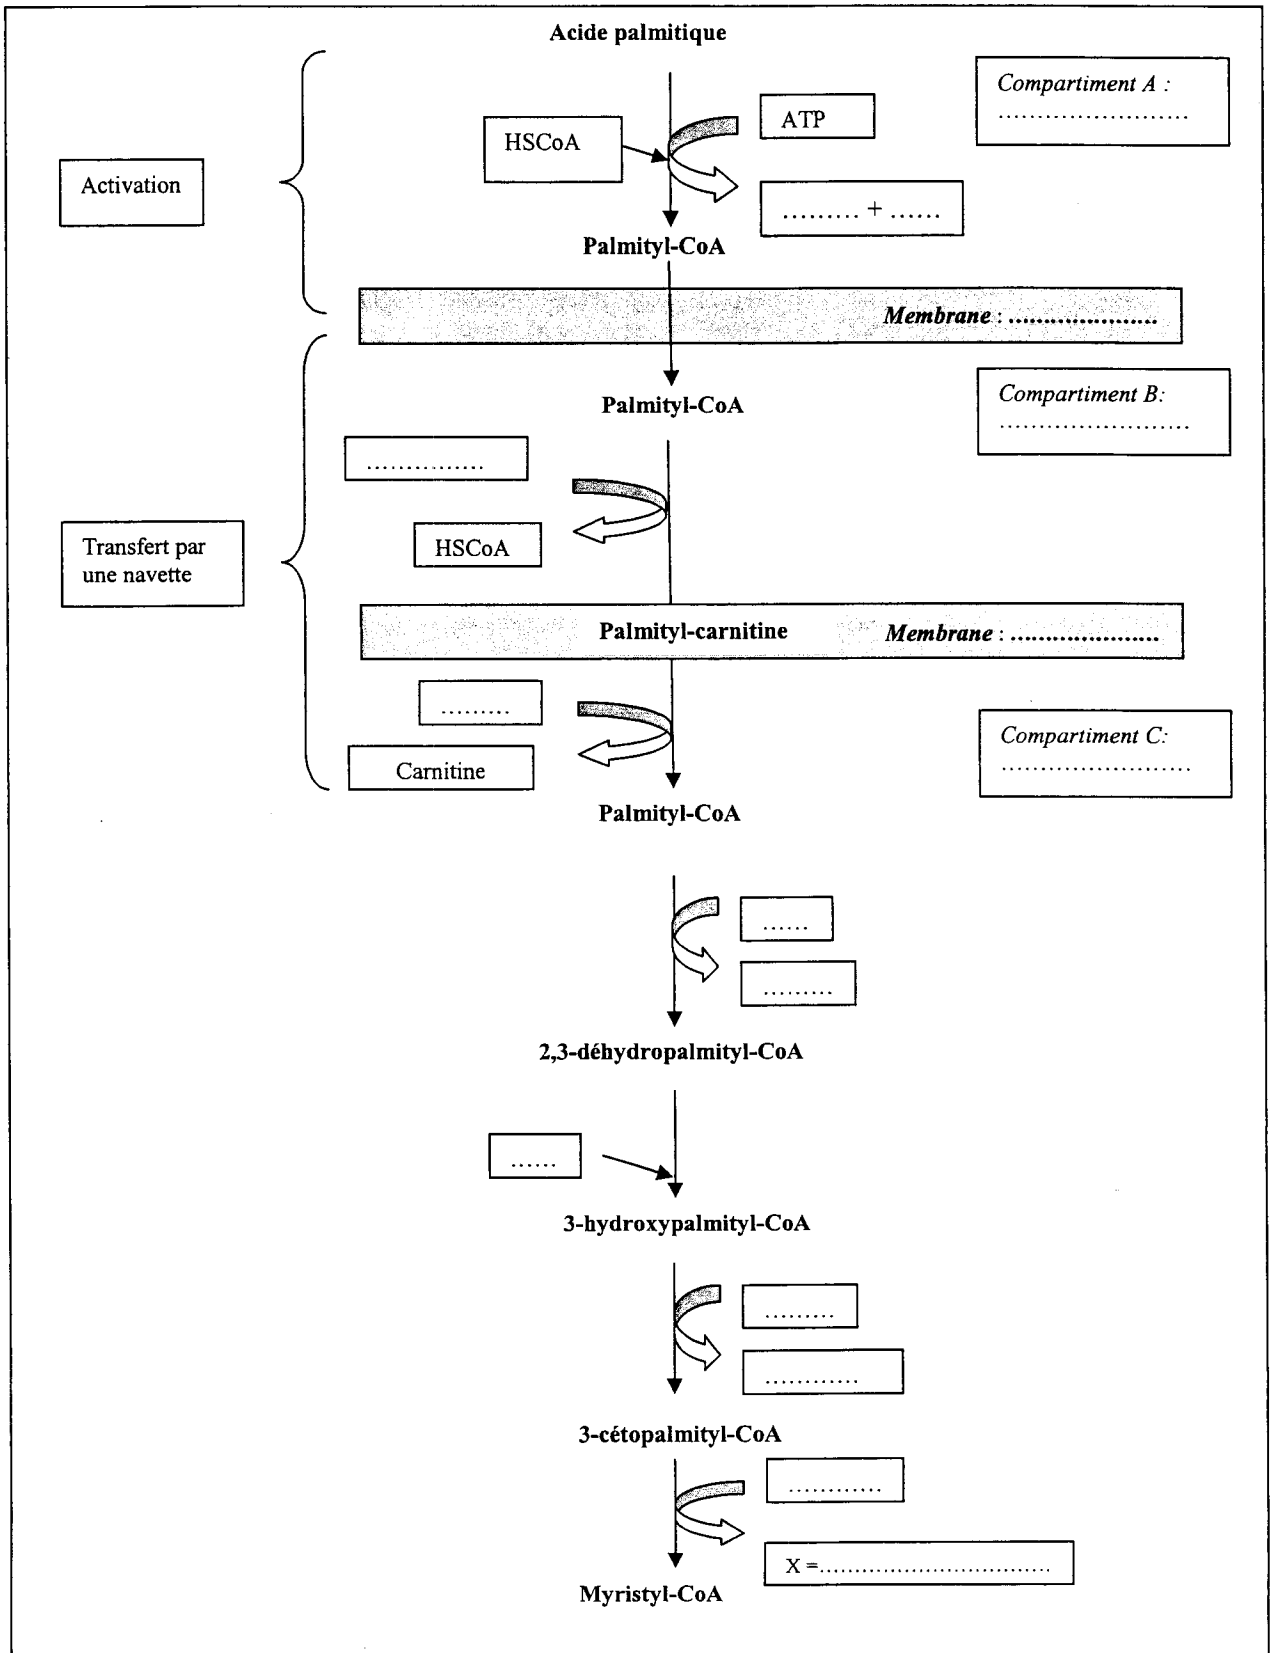 Acide palmitique
Compartiment A :
........................
ATP
HSCoA
Activation
......... + ......
Palmityl-CoA
Membrane : .....................
Palmityl-CoA
Compartiment B:
........................
...............
HSCoA
Transfert par
une navette
Palmityl-carnitine
Membrane : .....................
.........
Compartiment C:
........................
Carnitine
Palmityl-CoA
......
.........
2,3-déhydropalmityl-CoA
......
3-hydroxypalmityl-CoA
.........
............
3-cétopalmityl-CoA
............
X =.................................
Myristyl-CoA